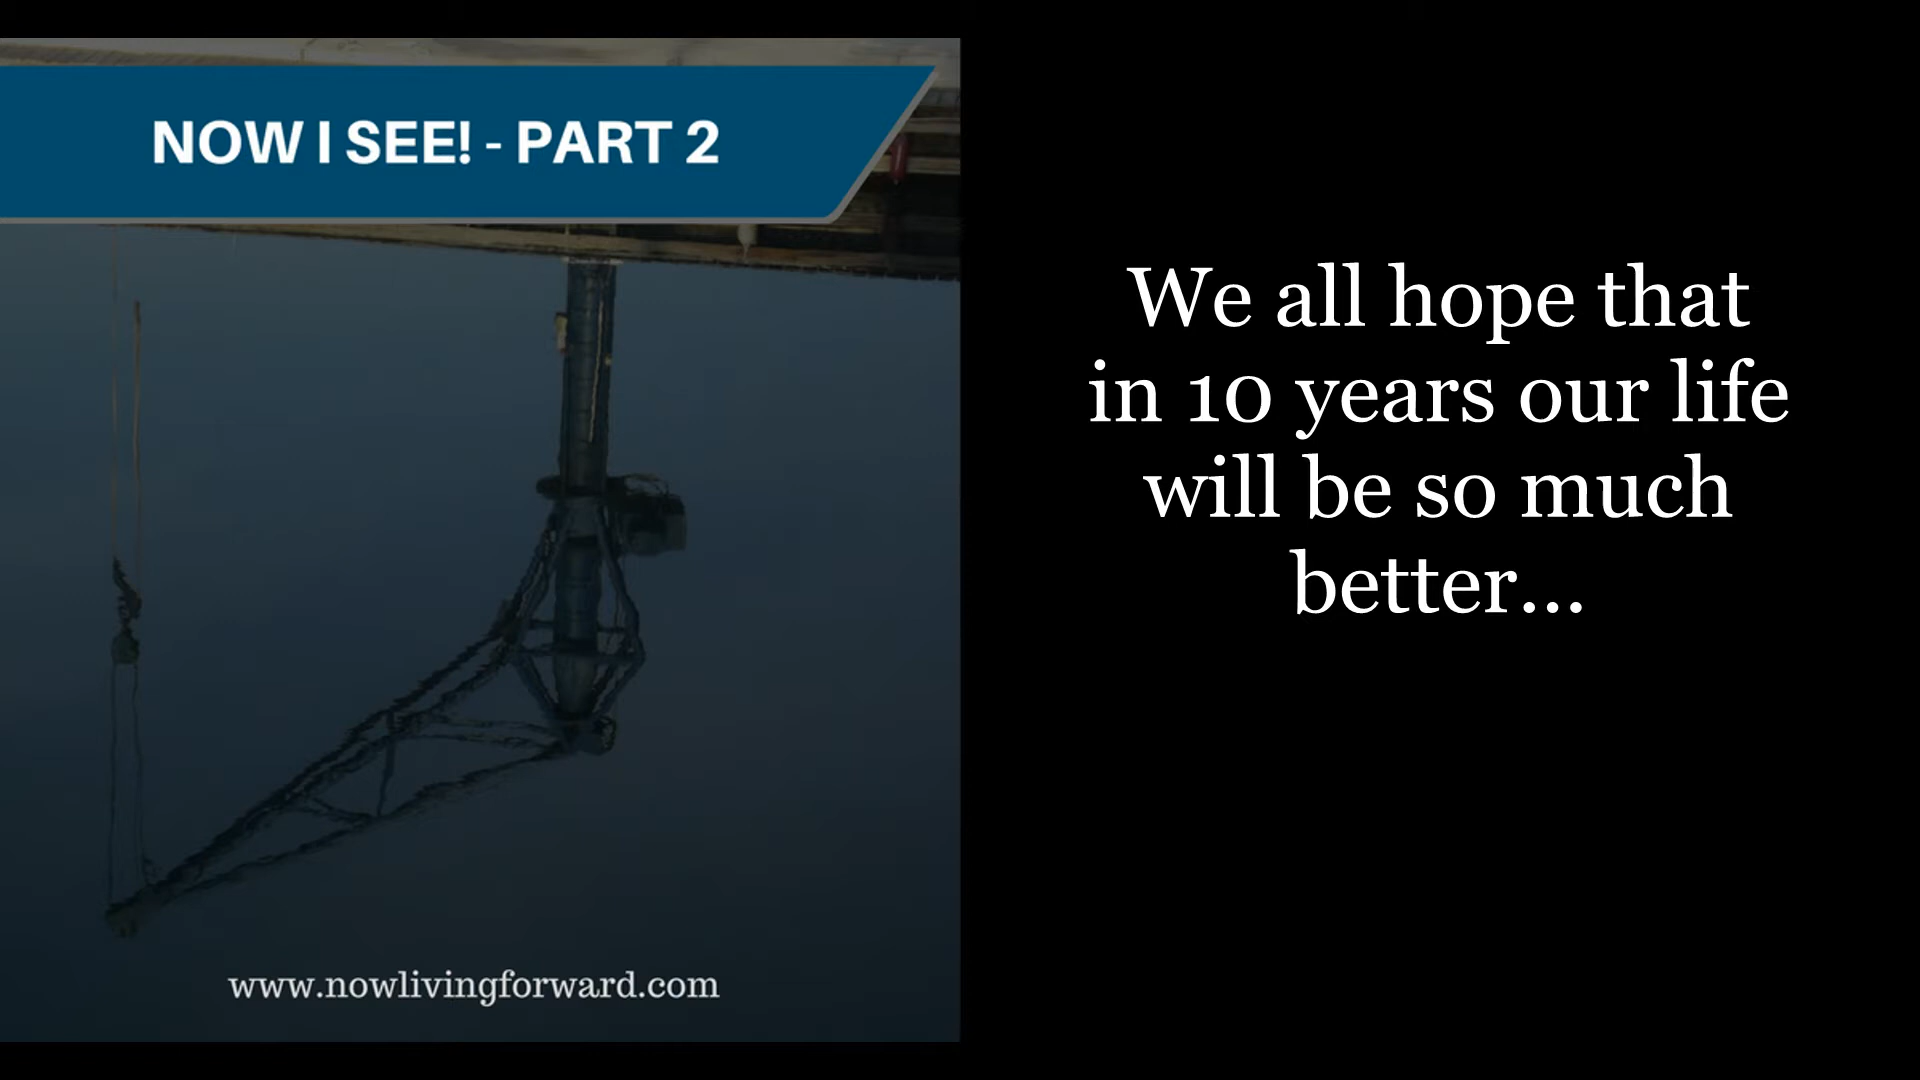 NOW I SEE! - PART 2
We all hope that
in 10 years our life
will be so much
better...
www.nowlivingforward.com